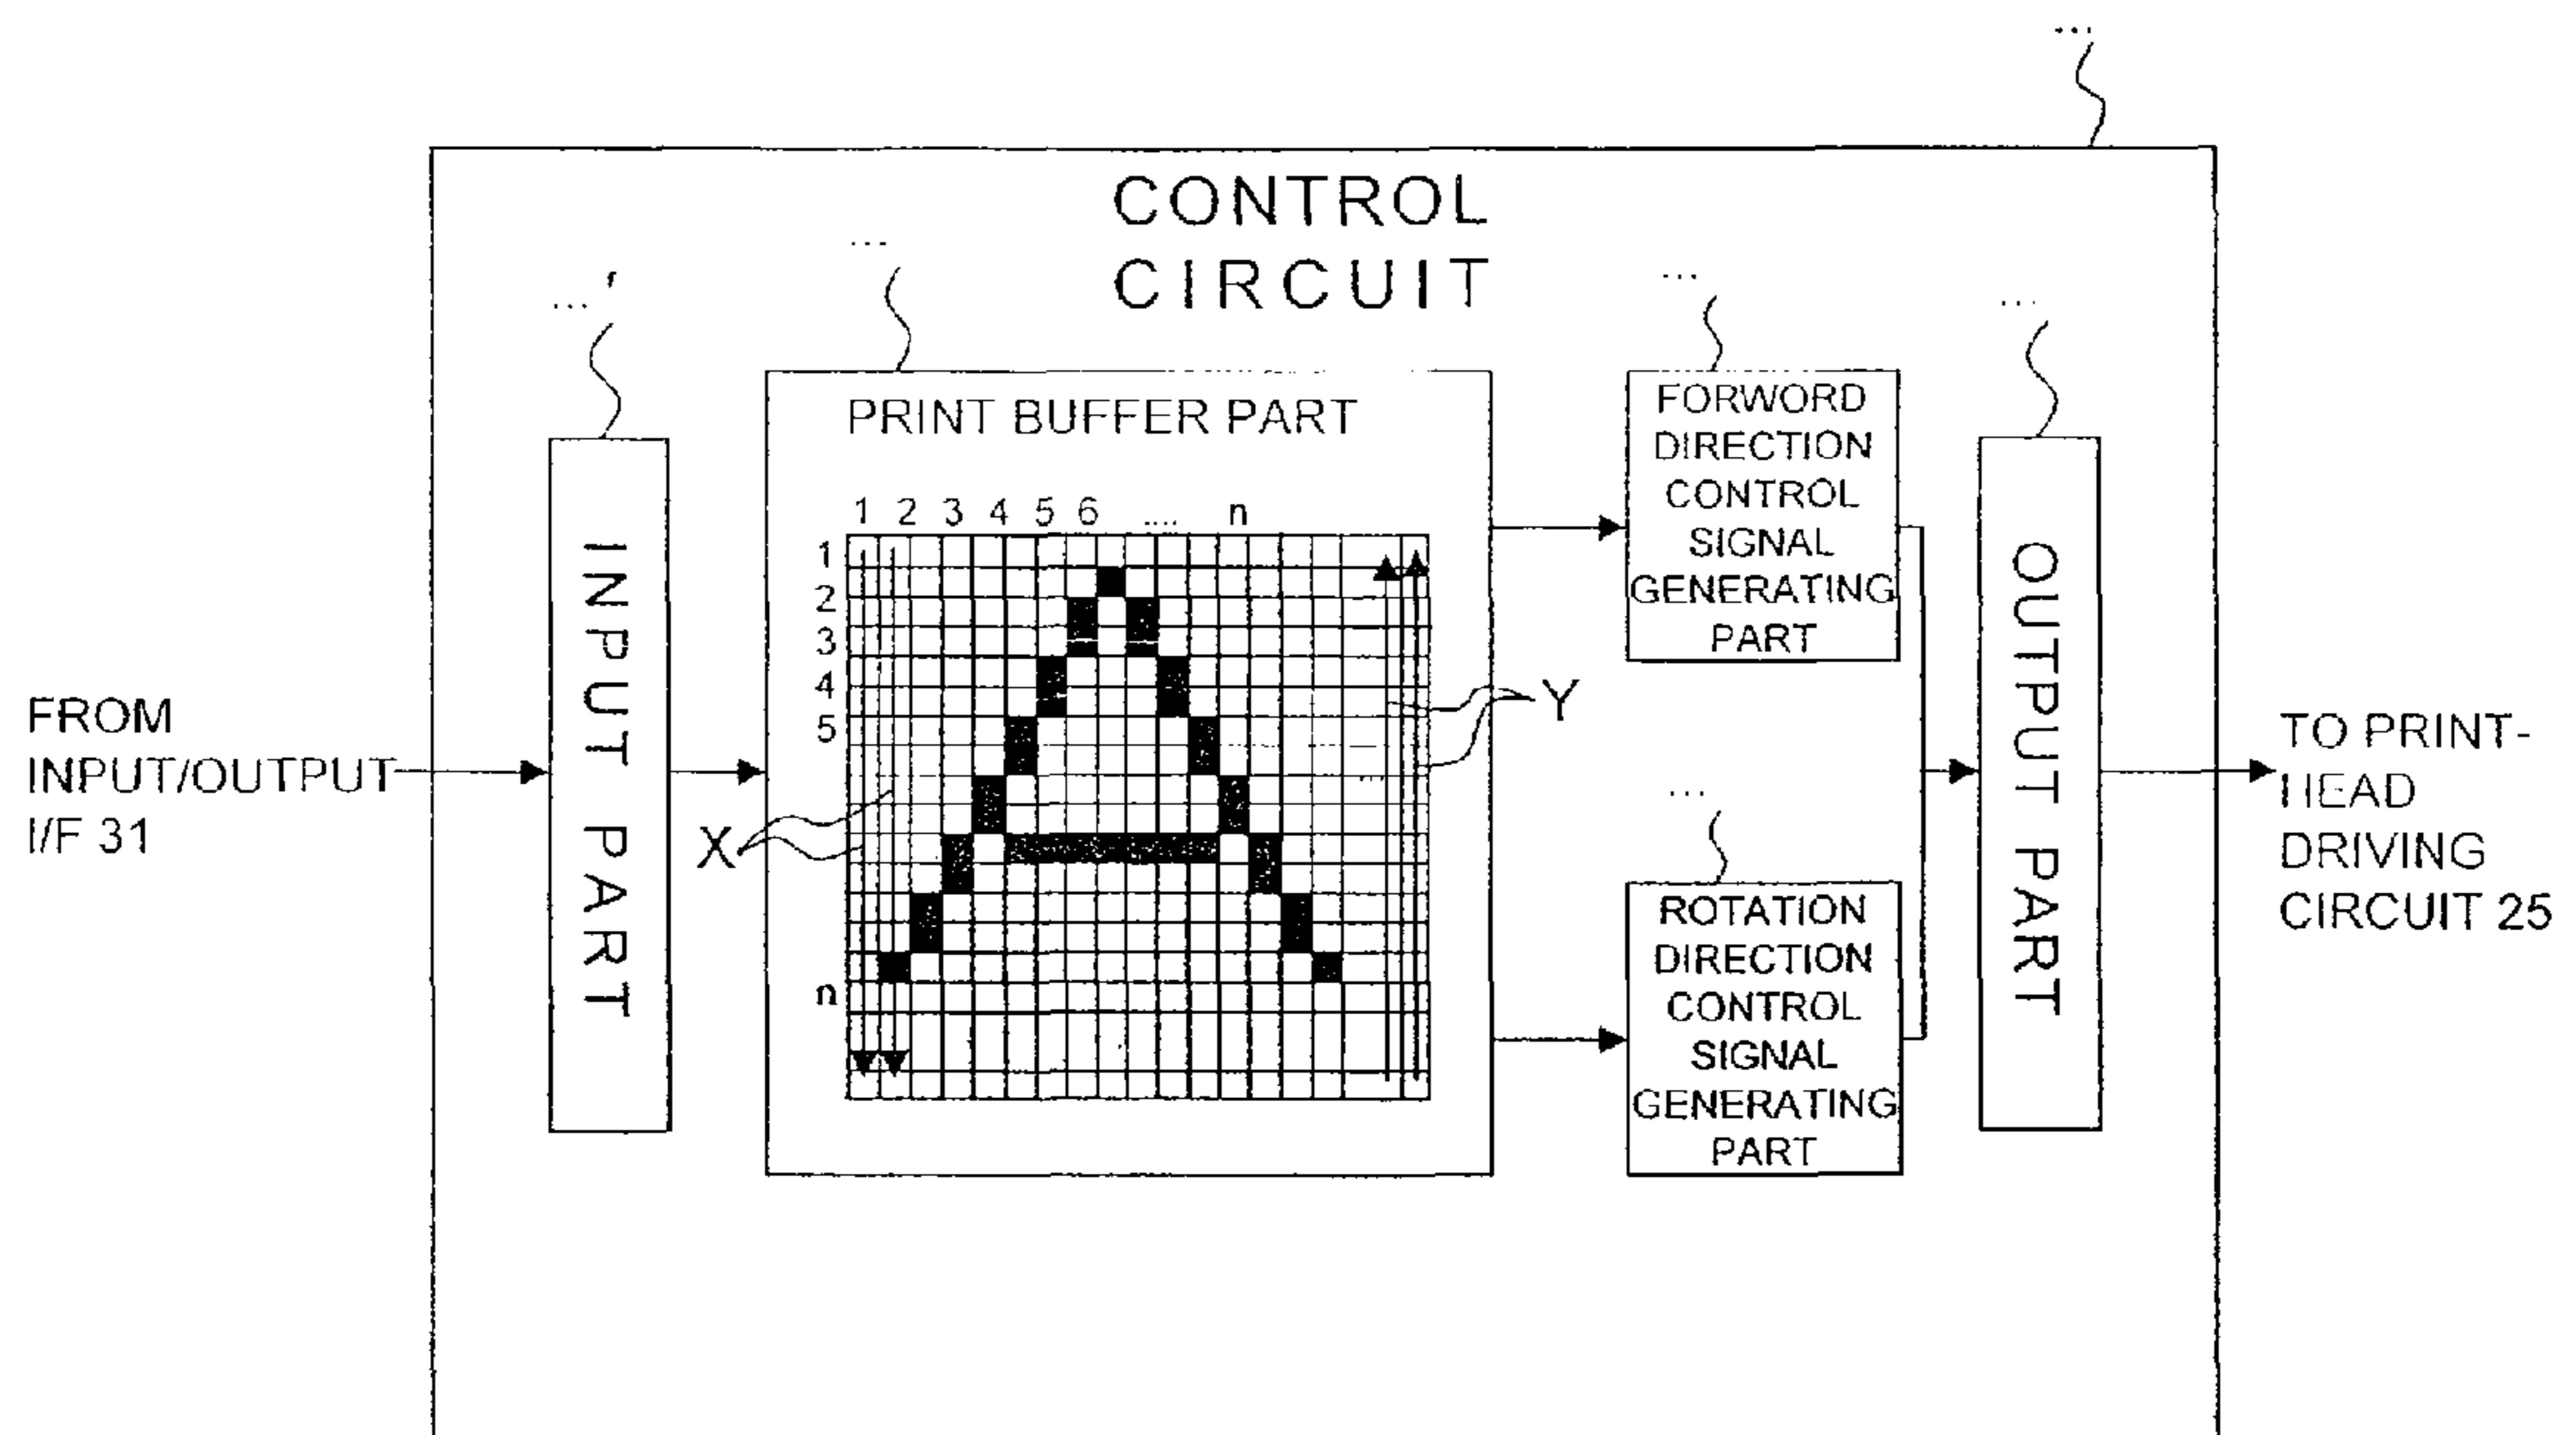 CONTROL
CIRCUIT
FROM
INPUT/OUTPUT
I/F 31
INPUT PART
PRINT BUFFER PART
1 2 3 4 5 6 .... n
1
2
3
4
5
n
X
Y
FORWORD
DIRECTION
CONTROL
SIGNAL
GENERATING
PART
ROTATION
DIRECTION
CONTROL
SIGNAL
GENERATING
PART
OUTPUT PART
TO PRINT-
HEAD
DRIVING
CIRCUIT 25